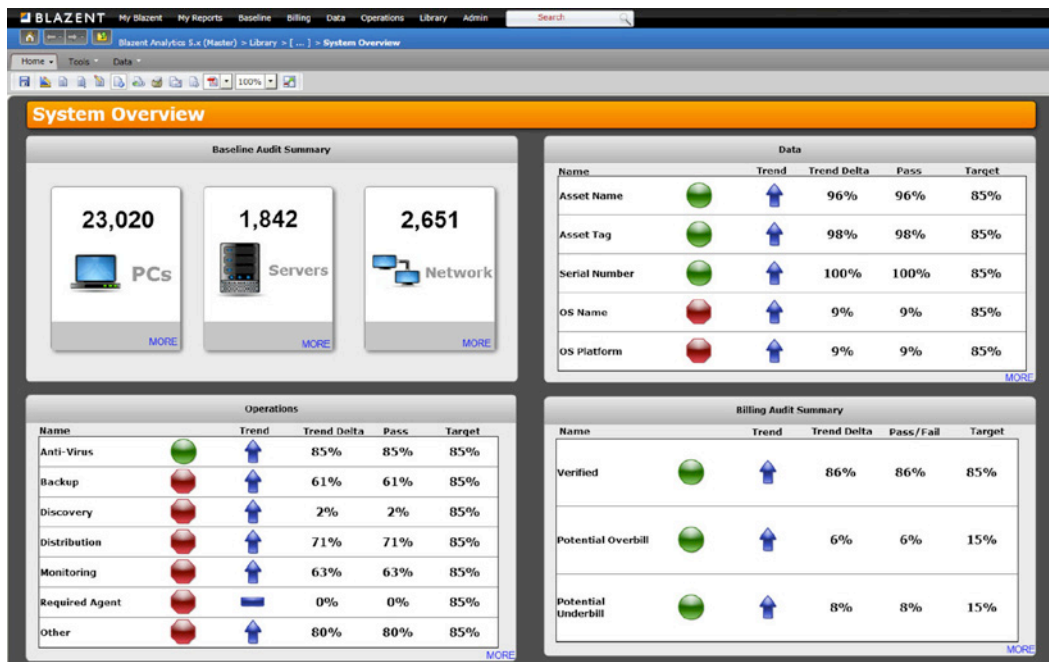 BLAZENT My Blazent My Reports Baseline Billing Data Operations Library Admin Search
Blazent Analytics 5.x (Master) > Library > [ ... ] > System Overview
Home Tools Data
100%
System Overview
Baseline Audit Summary
23,020
PCs
MORE
1,842
Servers
MORE
2,651
Network
MORE
Data
Name Trend Trend Delta Pass Target
Asset Name 96% 96% 85%
Asset Tag 98% 98% 85%
Serial Number 100% 100% 85%
OS Name 9% 9% 85%
OS Platform 9% 9% 85%
MORE
Operations
Name Trend Trend Delta Pass Target
Anti-Virus 85% 85% 85%
Backup 61% 61% 85%
Discovery 2% 2% 85%
Distribution 71% 71% 85%
Monitoring 63% 63% 85%
Required Agent 0% 0% 85%
Other 80% 80% 85%
MORE
Billing Audit Summary
Name Trend Trend Delta Pass/Fail Target
Verified 86% 86% 85%
Potential Overbill 6% 6% 15%
Potential
Underbill 8% 8% 15%
MORE